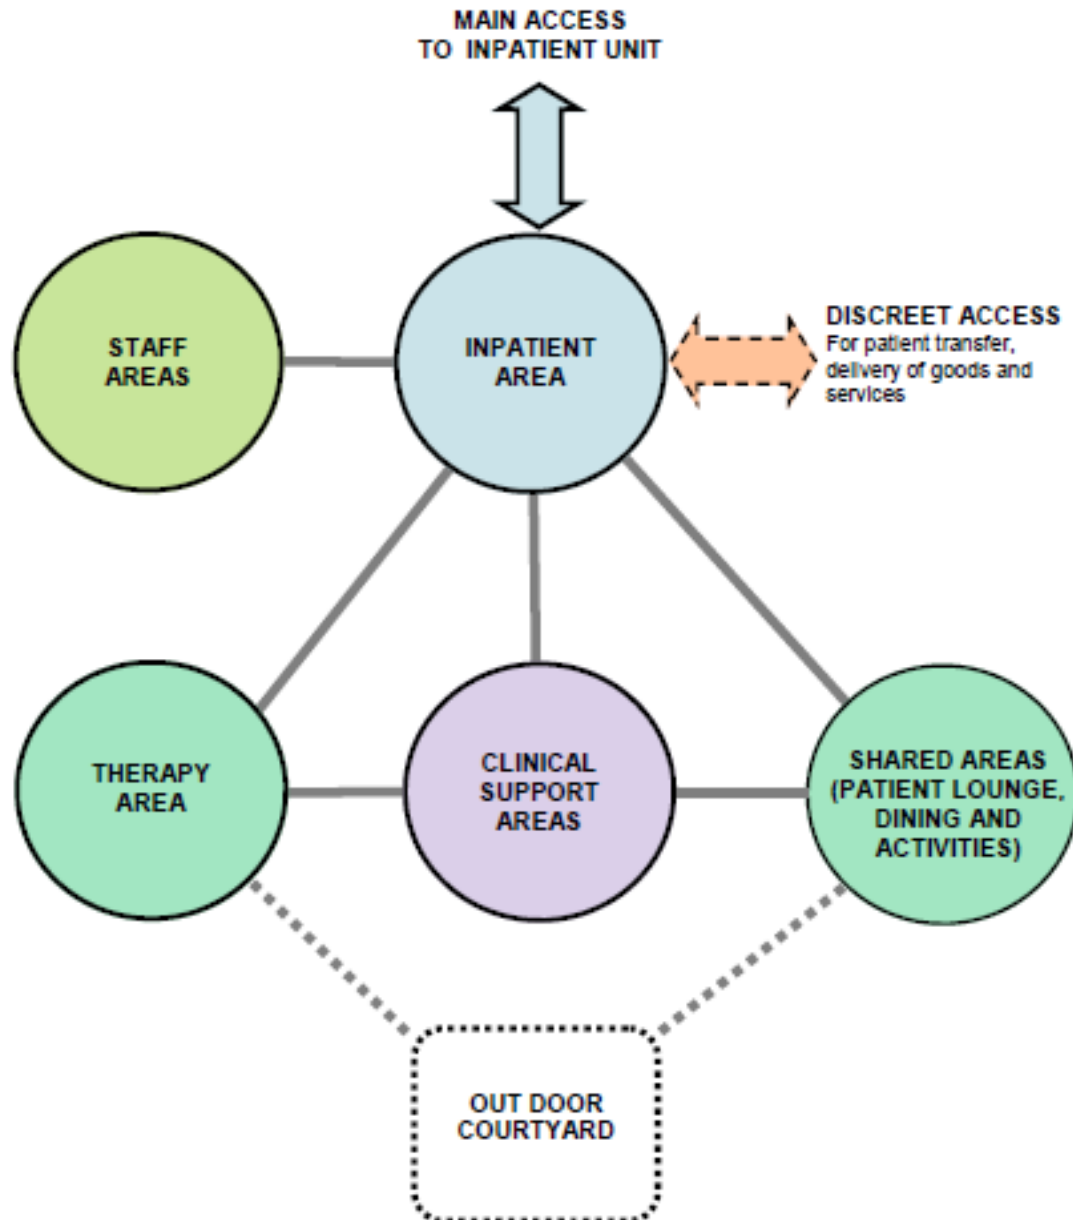 MAIN ACCESS
TO INPATIENT UNIT
STAFF
AREAS
INPATIENT
AREA
DISCREET ACCESS
For patient transfer,
delivery of goods and
services
THERAPY
AREA
CLINICAL
SUPPORT
AREAS
SHARED AREAS
(PATIENT LOUNGE,
DINING AND
ACTIVITIES)
OUT DOOR
COURTYARD